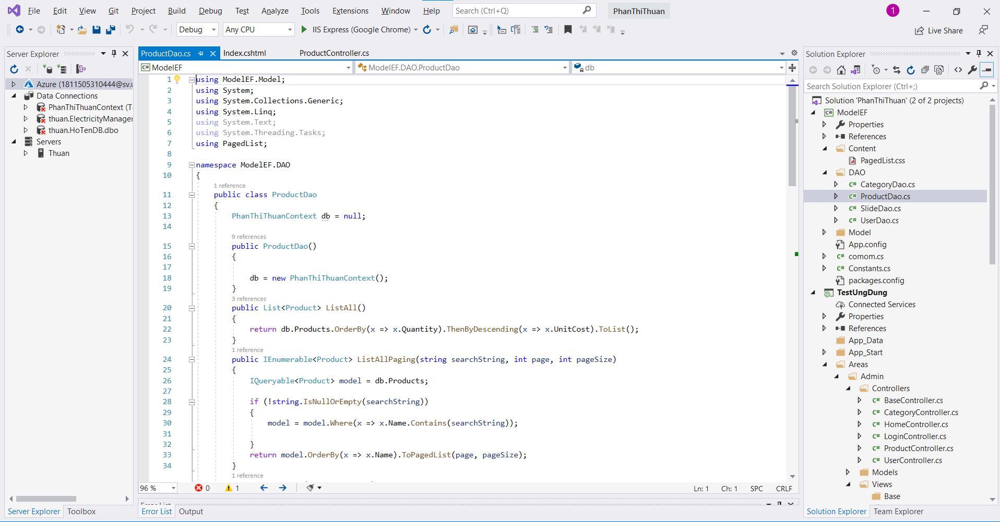 File Edit View Git Project Build Debug Test Analyze Tools Extensions Window Help Search (Ctrl+Q) PhanThiThuan 1
Debug Any CPU IIS Express (Google Chrome) Live Share
Server Explorer
Azure (1811505310444@sv.u
Data Connections
PhanThiThuanContext (T
thuan.ElectricityManager
thuan.HoTenDB.dbo
Servers
Thuan
Server Explorer Toolbox
ProductDao.cs Index.cshtml ProductController.cs
C# ModelEF ModelEF.DAO.ProductDao db
1 using ModelEF.Model;
2 using System;
3 using System.Collections.Generic;
4 using System.Linq;
5 using System.Text;
6 using System.Threading.Tasks;
7 using PagedList;
8
9 namespace ModelEF.DAO
10 {
1 reference
11 public class ProductDao
12 {
13 PhanThiThuanContext db = null;
14
9 references
15 public ProductDao()
16 {
17
18 db = new PhanThiThuanContext();
19 }
3 references
20 public List<Product> ListAll()
21 {
22 return db.Products.OrderBy(x => x.Quantity).ThenByDescending(x => x.UnitCost).ToList();
23 }
1 reference
24 public IEnumerable<Product> ListAllPaging(string searchString, int page, int pageSize)
25 {
26 IQueryable<Product> model = db.Products;
27
28 if (!string.IsNullOrEmpty(searchString))
29 {
30 model = model.Where(x => x.Name.Contains(searchString));
31
32 }
33 return model.OrderBy(x => x.Name).ToPagedList(page, pageSize);
34 }
1 reference
96 % 0 1 Ln: 1 Ch: 1 SPC CRLF
Error List
Error List Output
Solution Explorer
Search Solution Explorer (Ctrl+;)
Solution 'PhanThiThuan' (2 of 2 projects)
C# ModelEF
Properties
References
Content
PagedList.css
DAO
C# CategoryDao.cs
C# ProductDao.cs
C# SlideDao.cs
C# UserDao.cs
Model
App.config
C# comom.cs
C# Constants.cs
packages.config
TestUngDung
Connected Services
Properties
References
App_Data
App_Start
Areas
Admin
Controllers
C# BaseController.cs
C# CategoryController.cs
C# HomeController.cs
C# LoginController.cs
C# ProductController.cs
C# UserController.cs
Models
Views
Base
Solution Explorer Team Explorer